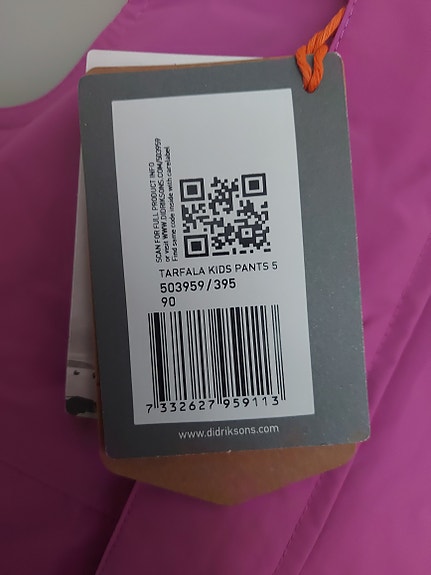 SCAN FOR FULL PRODUCT INFO
or visit WWW.DIDRIKSONS.COM/503959
Find same code inside with care label
TARFALA KIDS PANTS 5
503959/395
90
7 332627 959113
www.didriksons.com